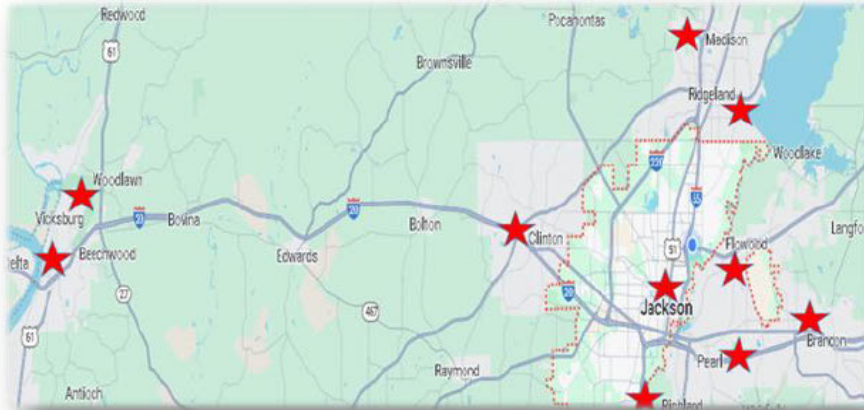 Redwood
61
Pocahontas
Madison
Brownsville
Ridgeland
Woodlake
220
Woodlawn
Vicksburg
20
Bovina
20
Bolton
Clinton
55
51
Flowood
Beechwood
Edwards
20
Jackson
27
467
Brandon
61
Pearl
Raymond
Antioch
Richland